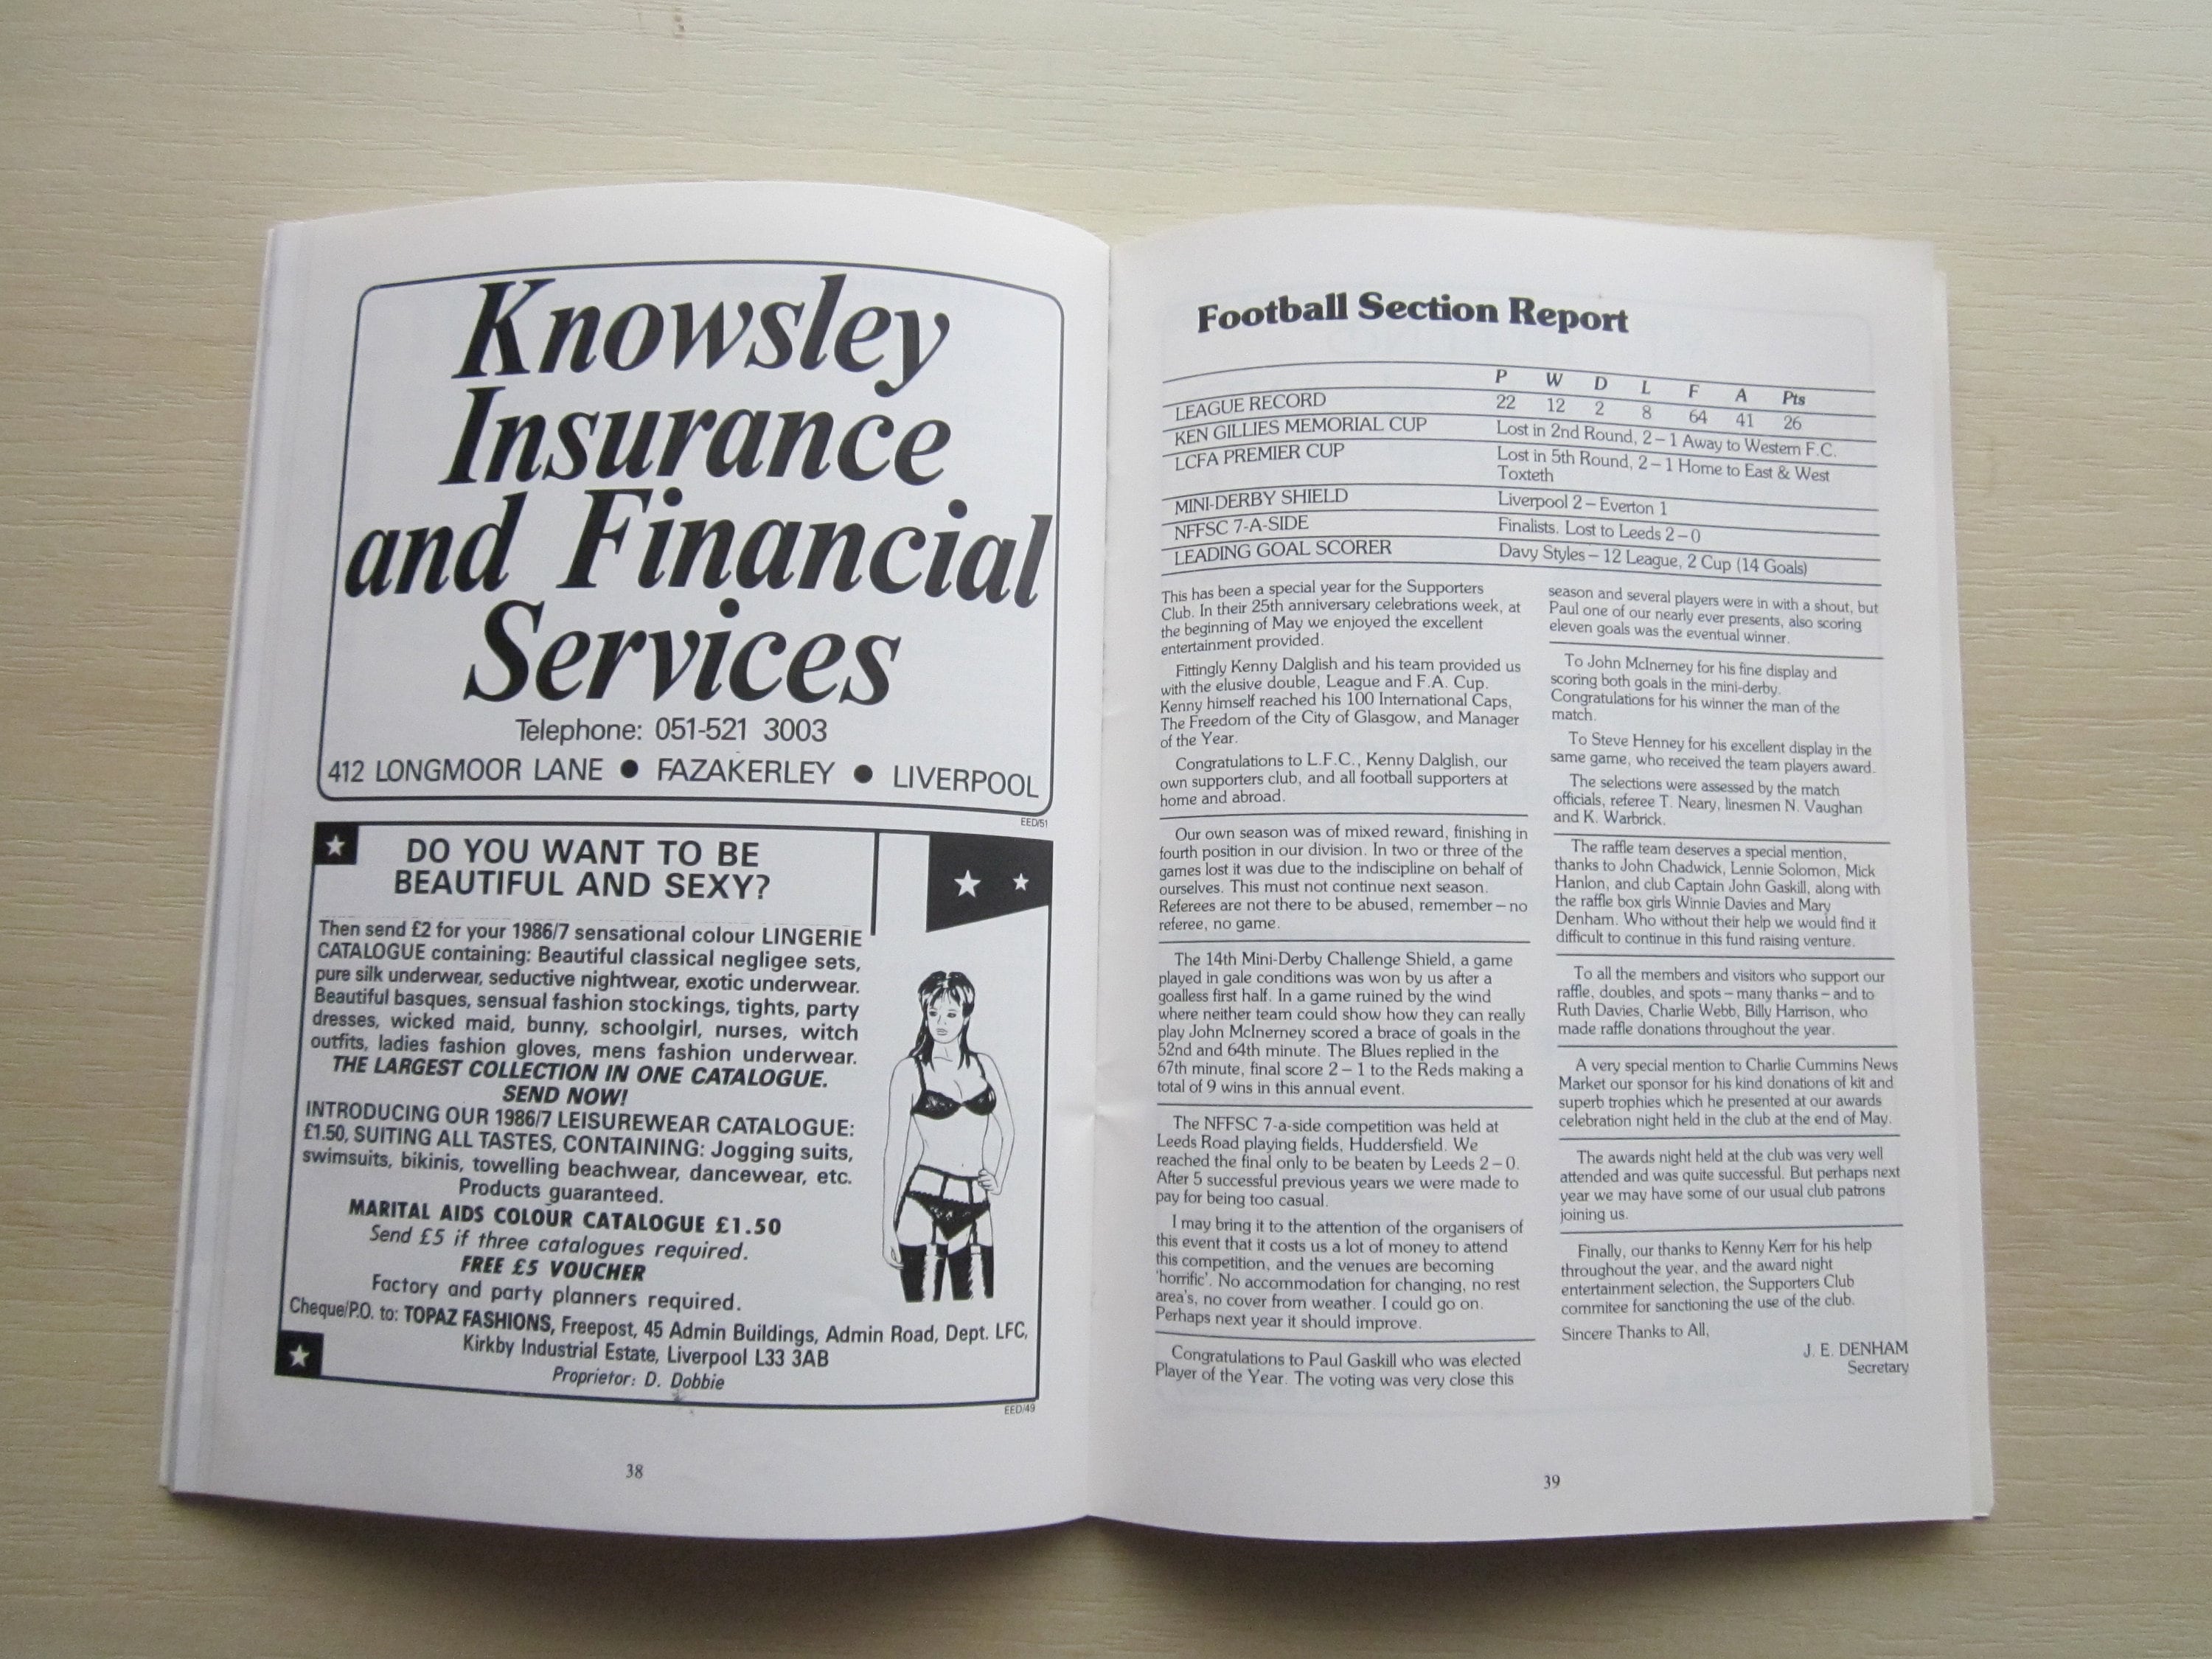 Knowsley
Insurance
and Financial
Services
Telephone: 051-521 3003
412 LONGMOOR LANE ● FAZAKERLEY ● LIVERPOOL
EED/51
DO YOU WANT TO BE
BEAUTIFUL AND SEXY?
Then send £2 for your 1986/7 sensational colour LINGERIE
CATALOGUE containing: Beautiful classical negligee sets,
pure silk underwear, seductive nightwear, exotic underwear.
Beautiful basques, sensual fashion stockings, tights, party
dresses, wicked maid, bunny, schoolgirl, nurses, witch
outfits, ladies fashion gloves, mens fashion underwear.
THE LARGEST COLLECTION IN ONE CATALOGUE.
SEND NOW!
INTRODUCING OUR 1986/7 LEISUREWEAR CATALOGUE:
£1.50, SUITING ALL TASTES, CONTAINING: Jogging suits,
swimsuits, bikinis, towelling beachwear, dancewear, etc.
Products guaranteed.
MARITAL AIDS COLOUR CATALOGUE £1.50
Send £5 if three catalogues required.
FREE £5 VOUCHER
Factory and party planners required.
Cheque/P.O. to: TOPAZ FASHIONS, Freepost, 45 Admin Buildings, Admin Road, Dept. LFC,
Kirkby Industrial Estate, Liverpool L33 3AB
Proprietor: D. Dobbie
EED/49
38
Football Section Report
P W D L F A Pts
LEAGUE RECORD 22 12 2 8 64 41 26
KEN GILLIES MEMORIAL CUP Lost in 2nd Round, 2–1 Away to Western F.C.
LCFA PREMIER CUP Lost in 5th Round, 2–1 Home to East & West
Toxteth
MINI-DERBY SHIELD Liverpool 2 – Everton 1
NFFSC 7-A-SIDE Finalists. Lost to Leeds 2–0
LEADING GOAL SCORER Davy Styles – 12 League, 2 Cup (14 Goals)
This has been a special year for the Supporters
Club. In their 25th anniversary celebrations week, at
the beginning of May we enjoyed the excellent
entertainment provided.
Fittingly Kenny Dalglish and his team provided us
with the elusive double, League and F.A. Cup.
Kenny himself reached his 100 International Caps,
The Freedom of the City of Glasgow, and Manager
of the Year.
Congratulations to L.F.C., Kenny Dalglish, our
own supporters club, and all football supporters at
home and abroad.
Our own season was of mixed reward, finishing in
fourth position in our division. In two or three of the
games lost it was due to the indiscipline on behalf of
ourselves. This must not continue next season.
Referees are not there to be abused, remember – no
referee, no game.
The 14th Mini-Derby Challenge Shield, a game
played in gale conditions was won by us after a
goalless first half. In a game ruined by the wind
where neither team could show how they can really
play John McInerney scored a brace of goals in the
52nd and 64th minute. The Blues replied in the
67th minute, final score 2–1 to the Reds making a
total of 9 wins in this annual event.
The NFFSC 7-a-side competition was held at
Leeds Road playing fields, Huddersfield. We
reached the final only to be beaten by Leeds 2–0.
After 5 successful previous years we were made to
pay for being too casual.
I may bring it to the attention of the organisers of
this event that it costs us a lot of money to attend
this competition, and the venues are becoming
'horrific'. No accommodation for changing, no rest
area's, no cover from weather. I could go on.
Perhaps next year it should improve.
Congratulations to Paul Gaskill who was elected
Player of the Year. The voting was very close this
season and several players were in with a shout, but
Paul one of our nearly ever presents, also scoring
eleven goals was the eventual winner.
To John McInerney for his fine display and
scoring both goals in the mini-derby.
Congratulations for his winner the man of the
match.
To Steve Henney for his excellent display in the
same game, who received the team players award.
The selections were assessed by the match
officials, referee T. Neary, linesmen N. Vaughan
and K. Warbrick.
The raffle team deserves a special mention,
thanks to John Chadwick, Lennie Solomon, Mick
Hanlon, and club Captain John Gaskill, along with
the raffle box girls Winnie Davies and Mary
Denham. Who without their help we would find it
difficult to continue in this fund raising venture.
To all the members and visitors who support our
raffle, doubles, and spots – many thanks – and to
Ruth Davies, Charlie Webb, Billy Harrison, who
made raffle donations throughout the year.
A very special mention to Charlie Cummins News
Market our sponsor for his kind donations of kit and
superb trophies which he presented at our awards
celebration night held in the club at the end of May.
The awards night held at the club was very well
attended and was quite successful. But perhaps next
year we may have some of our usual club patrons
joining us.
Finally, our thanks to Kenny Kerr for his help
throughout the year, and the award night
entertainment selection, the Supporters Club
commitee for sanctioning the use of the club.
Sincere Thanks to All,
J. E. DENHAM
Secretary
39